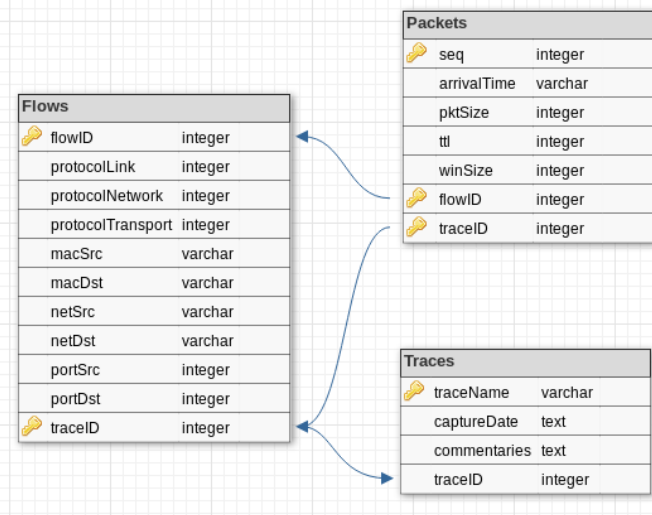 Packets
seq integer
arrivalTime varchar
pktSize integer
ttl integer
winSize integer
flowID integer
traceID integer
Flows
flowID integer
protocolLink integer
protocolNetwork integer
protocolTransport integer
macSrc varchar
macDst varchar
netSrc varchar
netDst varchar
portSrc integer
portDst integer
traceID integer
Traces
traceName varchar
captureDate text
commentaries text
traceID integer